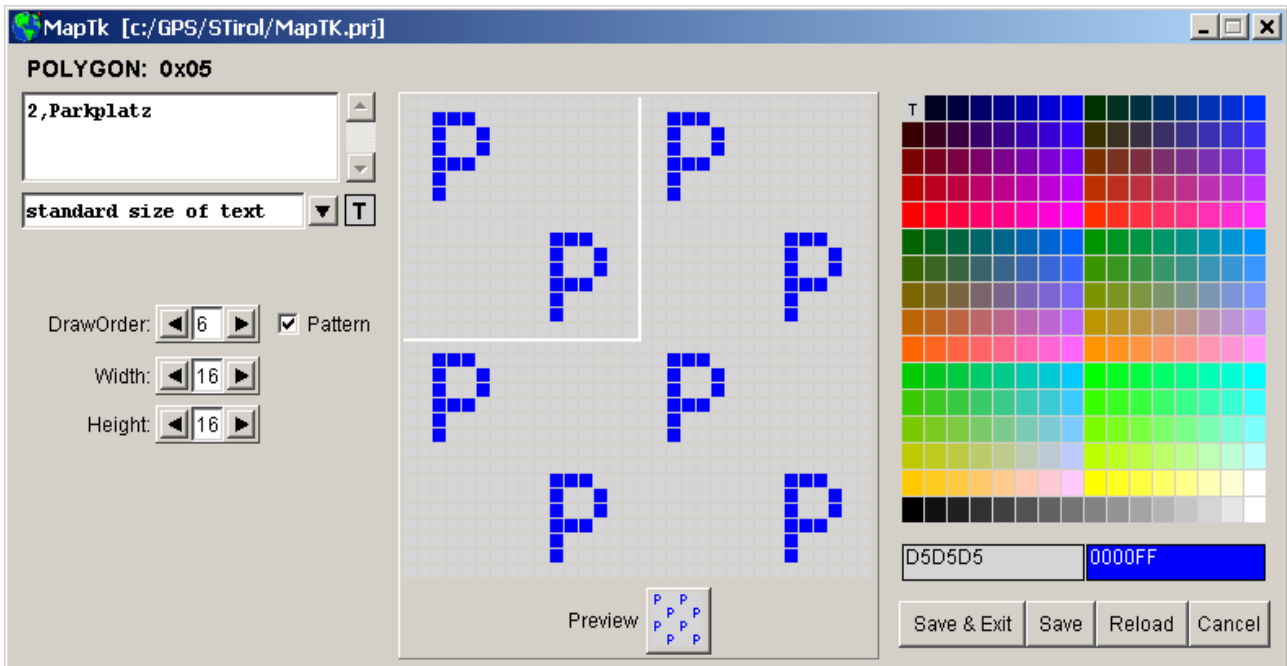 MapTk [c:/GPS/STirol/MapTK.prj]
POLYGON: 0x05
2,Parkplatz
standard size of text
T
DrawOrder: 6
Pattern
Width: 16
Height: 16
P P
P P
P P
P P
Preview
P P
P P
P P
P P
P P
T
D5D5D5 0000FF
Save & Exit Save Reload Cancel